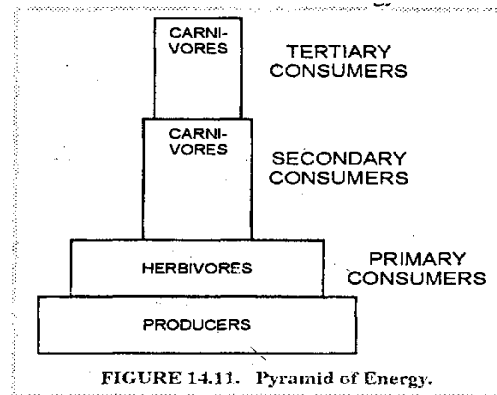 CARNI-
VORES
TERTIARY
CONSUMERS
CARNI-
VORES
SECONDARY
CONSUMERS
HERBIVORES
PRIMARY
CONSUMERS
PRODUCERS
FIGURE 14.11. Pyramid of Energy.